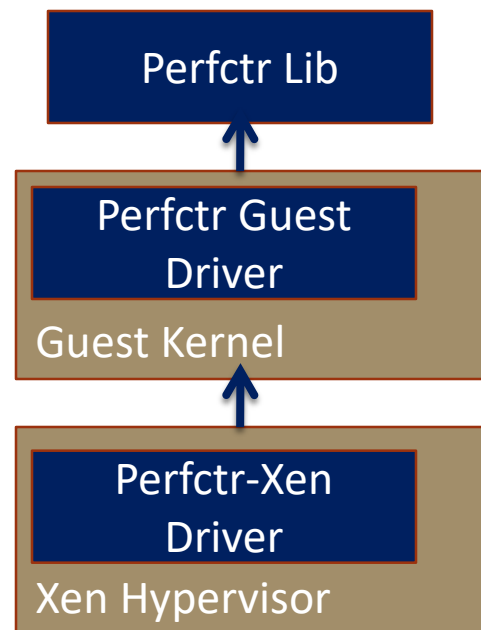 Perfctr Lib
Perfctr Guest
Driver
Guest Kernel
Perfctr-Xen
Driver
Xen Hypervisor